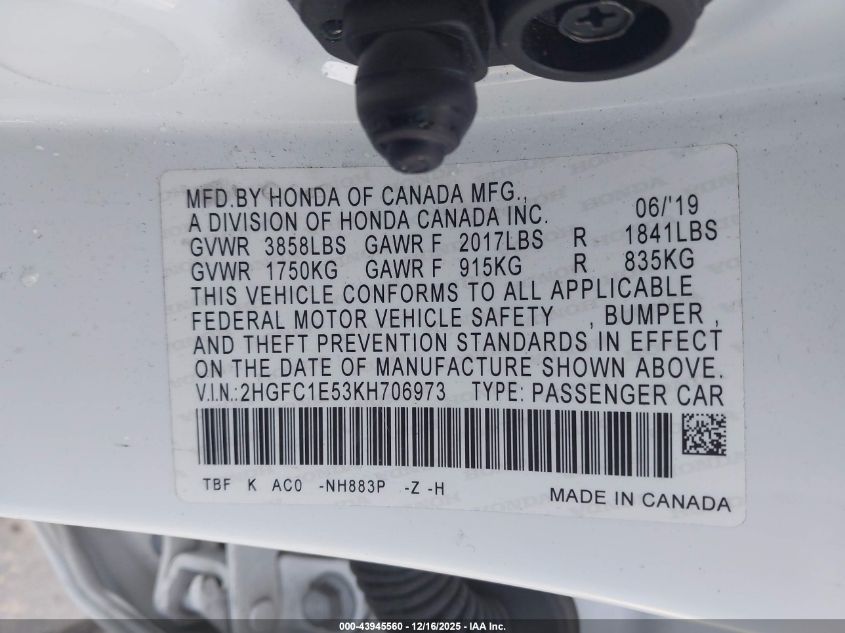 MFD.BY HONDA OF CANADA MFG.,
A DIVISION OF HONDA CANADA INC. 06/'19
GVWR 3858LBS GAWR F 2017LBS R 1841LBS
GVWR 1750KG GAWR F 915KG R 835KG
THIS VEHICLE CONFORMS TO ALL APPLICABLE
FEDERAL MOTOR VEHICLE SAFETY , BUMPER ,
AND THEFT PREVENTION STANDARDS IN EFFECT
ON THE DATE OF MANUFACTURE SHOWN ABOVE.
V.I.N.:2HGFC1E53KH706973 TYPE: PASSENGER CAR
TBF K AC0 -NH883P -Z -H
MADE IN CANADA
000-43945560 - 12/16/2025 - IAA Inc.